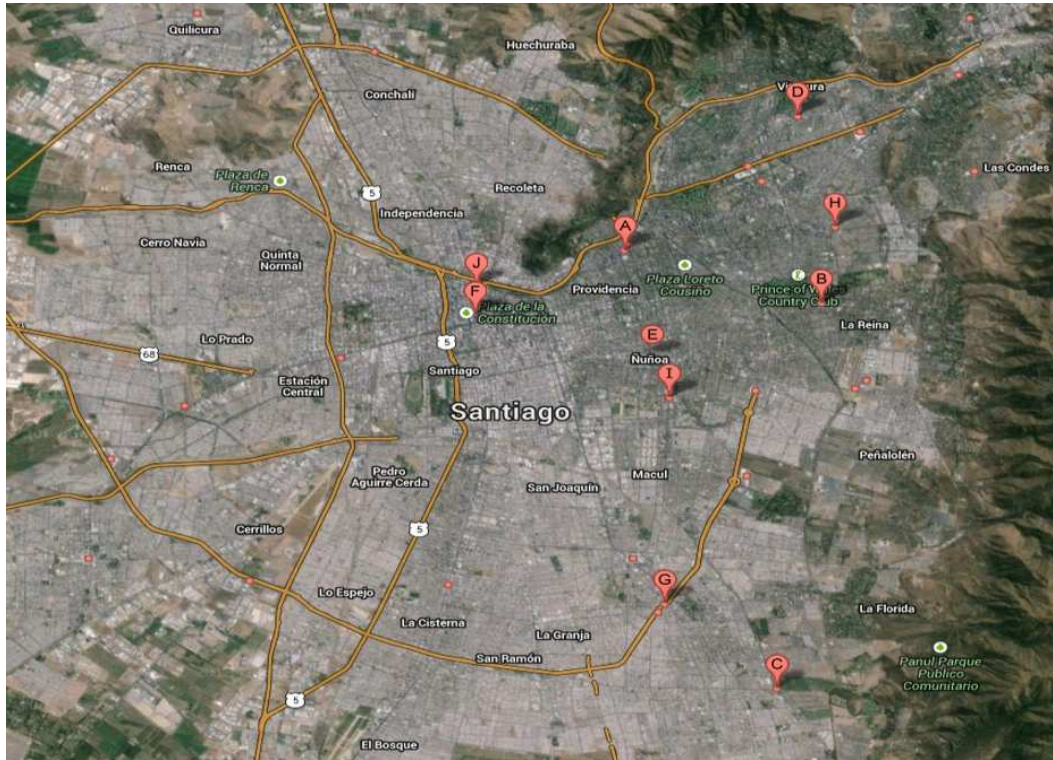 Quilicura
Huechuraba
Conchalí
Vitacura
D
Renca
Plaza de
Renca
5
Recoleta
Las Condes
Independencia
H
A
Cerro Navia
Quinta
Normal
J
F
Plaza de la
Constitución
Providencia
Plaza Loreto
Cousiño
B
Prince of Wales
Country Club
La Reina
Lo Prado
68
5
E
Ñuñoa
I
Santiago
Estación
Central
Santiago
Pedro
Aguirre Cerda
San Joaquín
Macul
Peñalolén
Cerrillos
5
Lo Espejo
G
La Cisterna
La Granja
La Florida
San Ramón
C
Panul Parque
Público
Comunitario
5
El Bosque